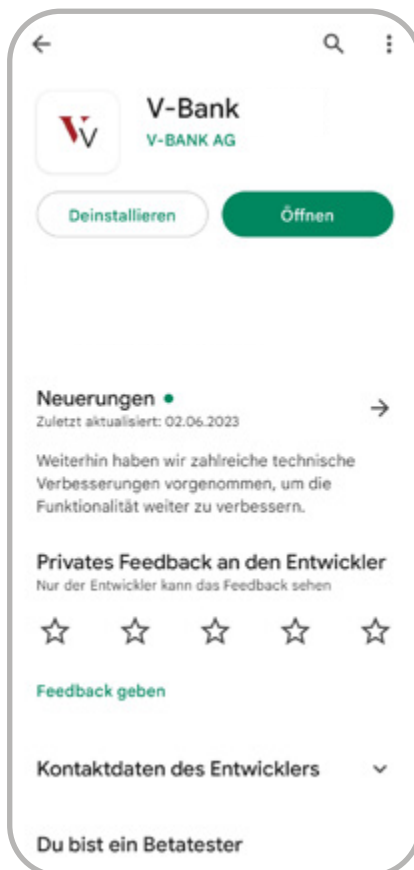 V-Bank
V-BANK AG
Deinstallieren
Öffnen
Neuerungen
Zuletzt aktualisiert: 02.06.2023
Weiterhin haben wir zahlreiche technische
Verbesserungen vorgenommen, um die
Funktionalität weiter zu verbessern.
Privates Feedback an den Entwickler
Nur der Entwickler kann das Feedback sehen
Feedback geben
Kontaktdaten des Entwicklers
Du bist ein Betatester